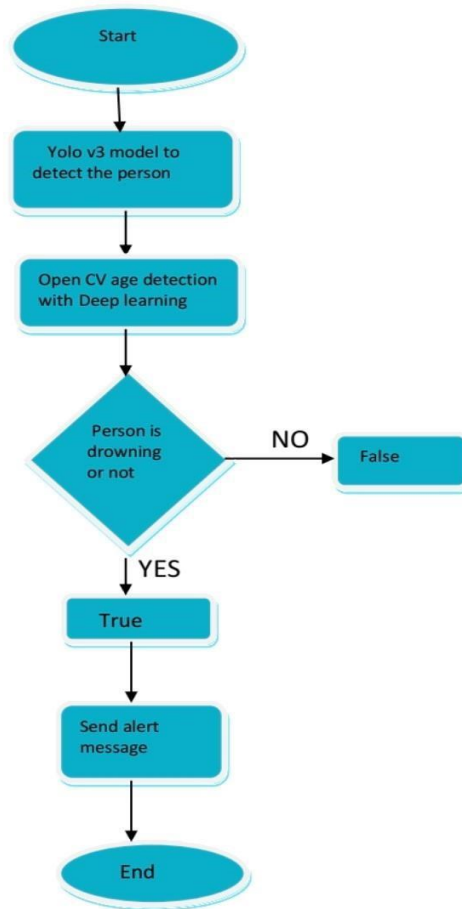 Start
Yolo v3 model to
detect the person
Open CV age detection
with Deep learning
Person is
drowning
or not
NO
False
YES
True
Send alert
message
End